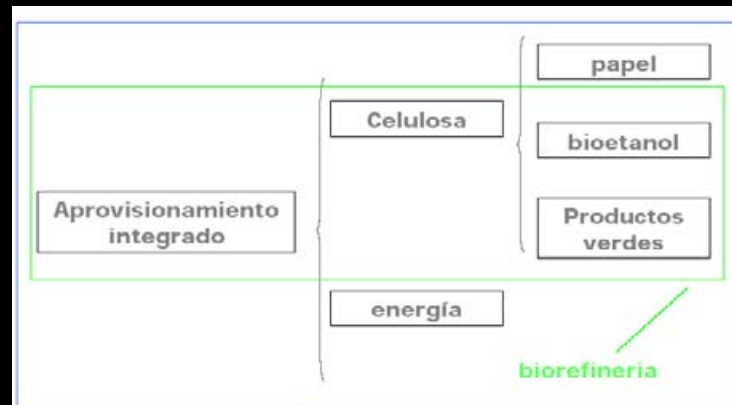 papel
Celulosa
bioetanol
Aprovisionamiento
integrado
Productos
verdes
energía
biorefineria